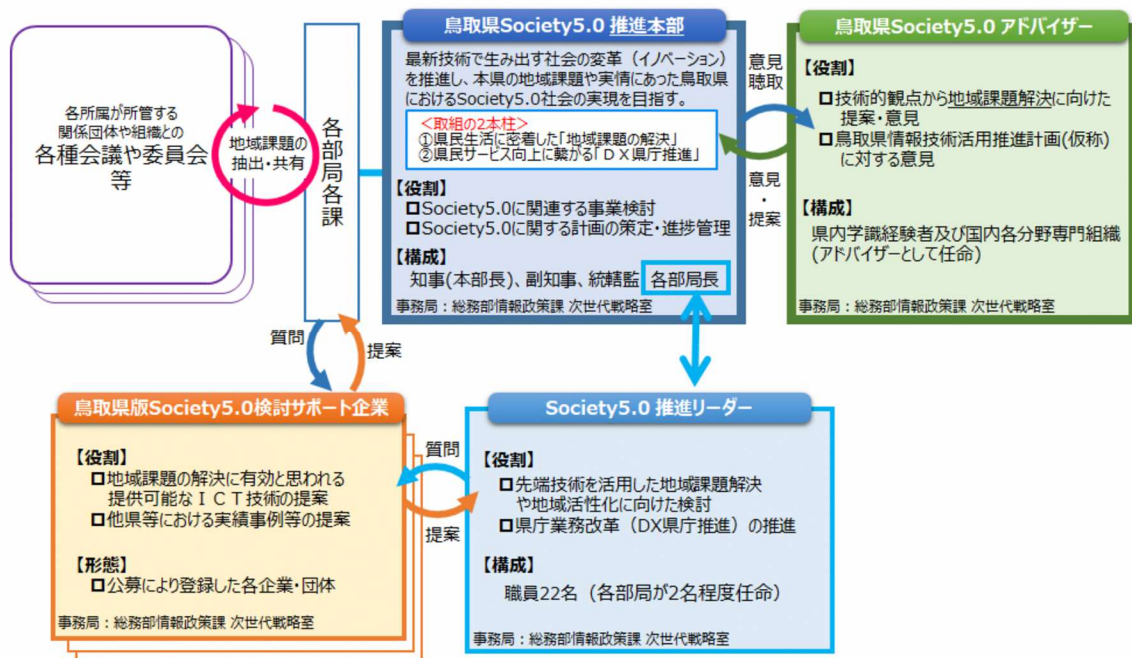 各所属が所管する
関係団体や組織との
各種会議や委員会
等
地域課題の
抽出・共有
各部局各課
鳥取県Society5.0 推進本部
最新技術で生み出す社会の変革（イノベーション）
を推進し、本県の地域課題や実情にあった鳥取県
におけるSociety5.0社会の実現を目指す。
＜取組の2本柱＞
①県民生活に密着した「地域課題の解決」
②県民サービス向上に繋がる「ＤＸ県庁推進」
【役割】
Society5.0に関連する事業検討
Society5.0に関する計画の策定・進捗管理
【構成】
知事(本部長)、副知事、統轄監、各部局長
事務局：総務部情報政策課 次世代戦略室
意見
聴取
意見
・
提案
鳥取県Society5.0 アドバイザー
【役割】
技術的観点から地域課題解決に向けた
提案・意見
鳥取県情報技術活用推進計画(仮称)
に対する意見
【構成】
県内学識経験者及び国内各分野専門組織
(アドバイザーとして任命)
事務局：総務部情報政策課 次世代戦略室
質問
提案
鳥取県版Society5.0検討サポート企業
【役割】
地域課題の解決に有効と思われる
提供可能なＩＣＴ技術の提案
他県等における実績事例等の提案
【形態】
公募により登録した各企業・団体
事務局：総務部情報政策課 次世代戦略室
質問
提案
Society5.0 推進リーダー
【役割】
先端技術を活用した地域課題解決
や地域活性化に向けた検討
県庁業務改革（DX県庁推進）の推進
【構成】
職員22名（各部局が2名程度任命）
事務局：総務部情報政策課 次世代戦略室